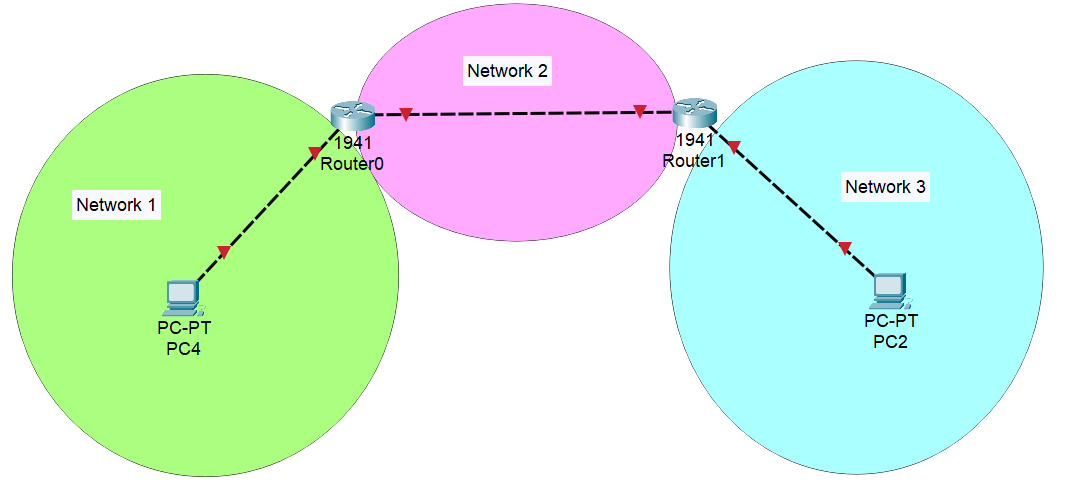 Network 2
1941
Router0
1941
Router1
Network 1
Network 3
PC-PT
PC4
PC-PT
PC2